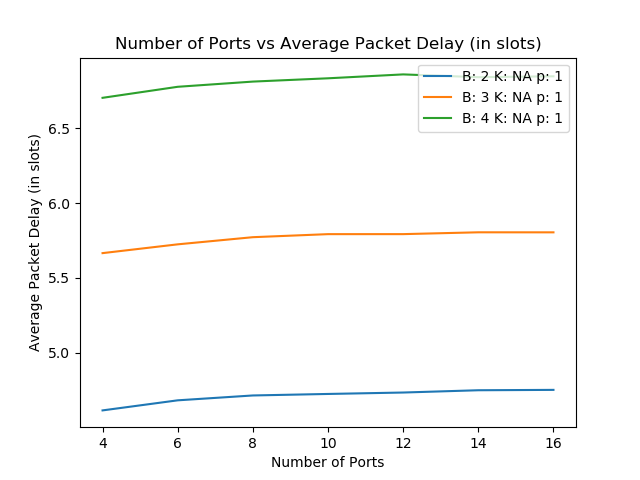 Number of Ports vs Average Packet Delay (in slots)
B: 2 K: NA p: 1
B: 3 K: NA p: 1
B: 4 K: NA p: 1
Average Packet Delay (in slots)
6.5
6.0
5.5
5.0
4 6 8 10 12 14 16
Number of Ports